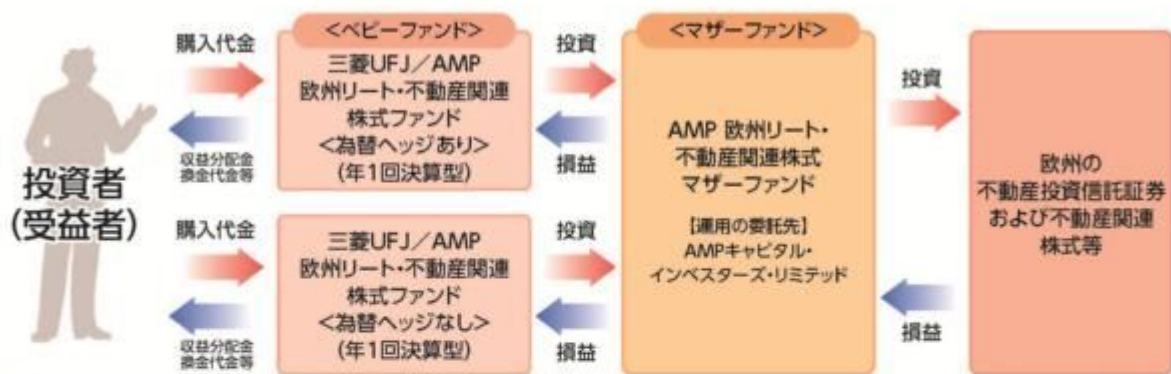 投資者
(受益者)
購入代金
収益分配金
換金代金等
<ベビーファンド>
三菱UFJ/AMP
欧州リート・不動産関連
株式ファンド
<為替ヘッジあり>
(年1回決算型)
投資
損益
購入代金
収益分配金
換金代金等
三菱UFJ/AMP
欧州リート・不動産関連
株式ファンド
<為替ヘッジなし>
(年1回決算型)
投資
損益
<マザーファンド>
AMP 欧州リート・
不動産関連株式
マザーファンド
【運用の委託先】
AMPキャピタル・
インベスターズ・リミテッド
投資
損益
欧州の
不動産投資信託証券
および不動産関連
株式等